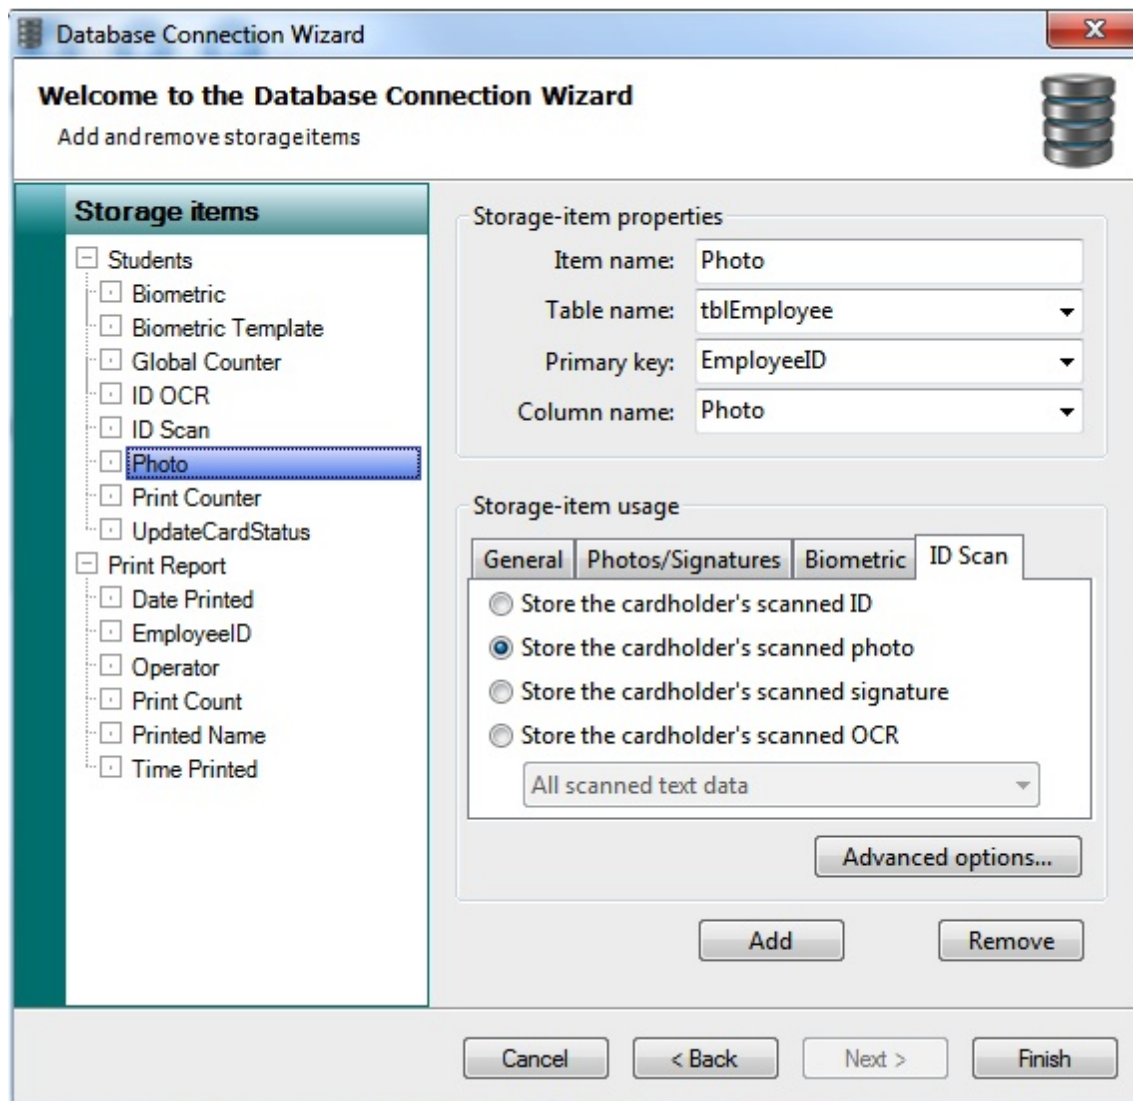 Database Connection Wizard
Welcome to the Database Connection Wizard
Add and remove storage items
Storage items
Students
Biometric
Biometric Template
Global Counter
ID OCR
ID Scan
Photo
Print Counter
UpdateCardStatus
Print Report
Date Printed
EmployeeID
Operator
Print Count
Printed Name
Time Printed
Storage-item properties
Item name: Photo
Table name: tblEmployee
Primary key: EmployeeID
Column name: Photo
Storage-item usage
General Photos/Signatures Biometric ID Scan
Store the cardholder's scanned ID
Store the cardholder's scanned photo
Store the cardholder's scanned signature
Store the cardholder's scanned OCR
All scanned text data
Advanced options...
Add Remove
Cancel < Back Next > Finish